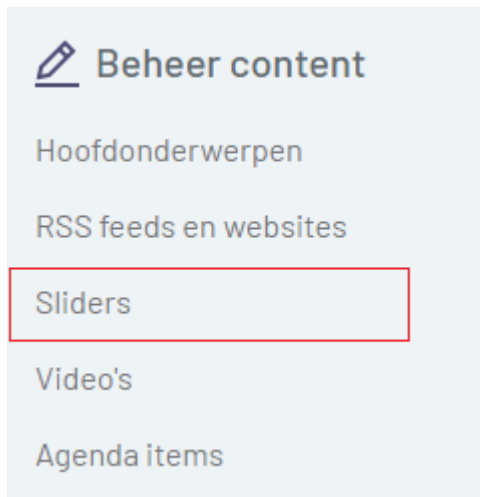 Beheer content
Hoofdonderwerpen
RSS feeds en websites
Sliders
Video's
Agenda items